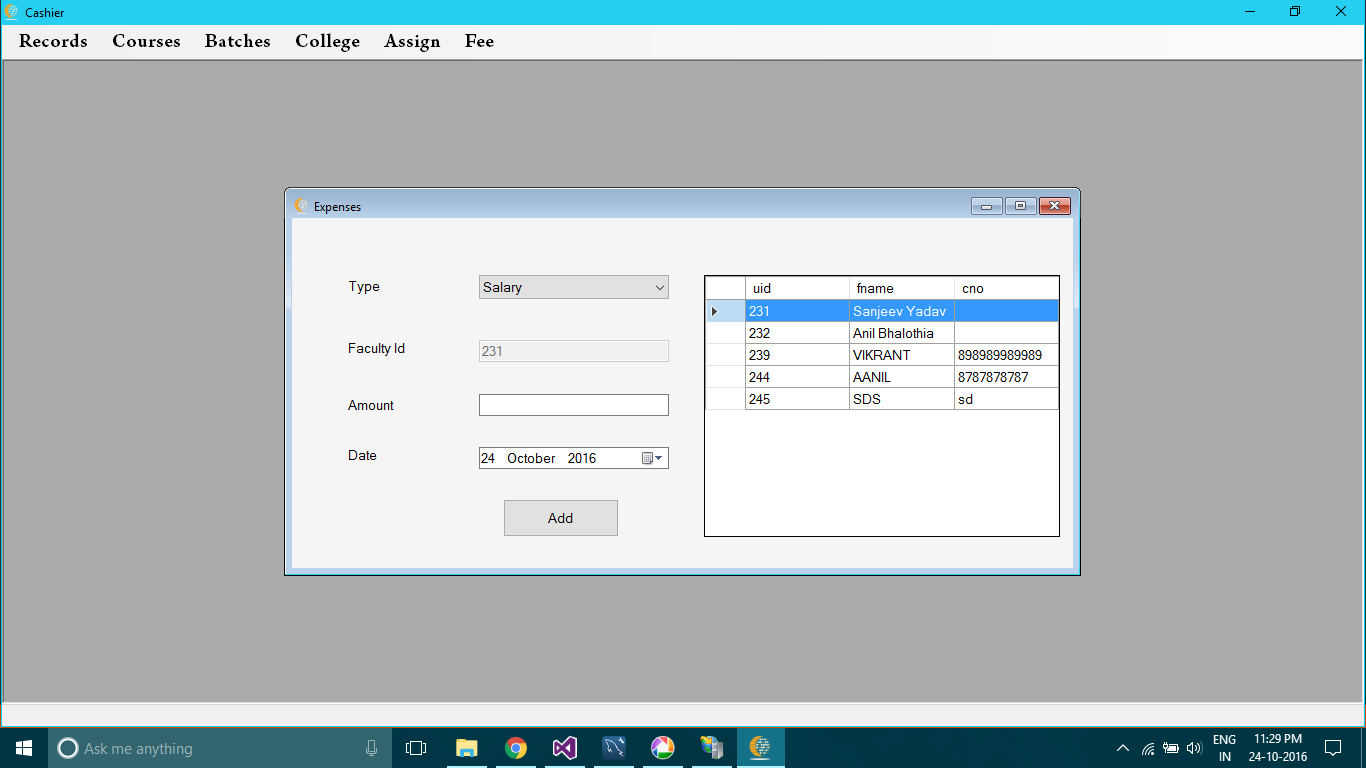 Cashier
Records Courses Batches College Assign Fee
Expenses
Type Salary
Faculty Id 231
Amount
Date 24 October 2016
Add
uid fname cno
231 Sanjeev Yadav
232 Anil Bhalothia
239 VIKRANT 898989989989
244 AANIL 8787878787
245 SDS sd
Ask me anything
ENG
IN
11:29 PM
24-10-2016